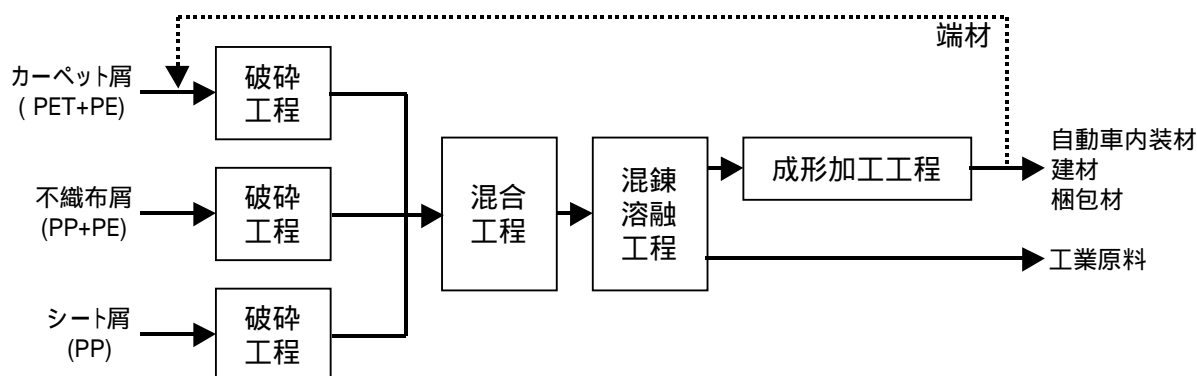 端材
カーペット屑
( PET+PE)
破砕
工程
不織布屑
(PP+PE)
破砕
工程
シート屑
(PP)
破砕
工程
混合
工程
混錬
溶融
工程
成形加工工程
自動車内装材
建材
梱包材
工業原料